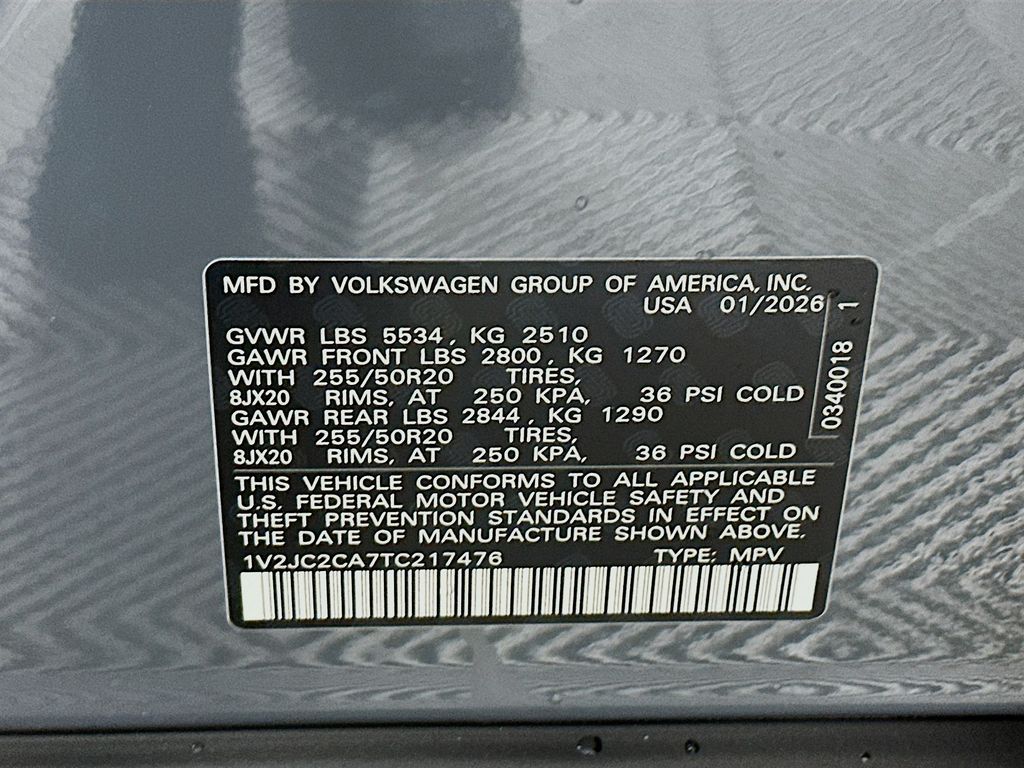 MFD BY VOLKSWAGEN GROUP OF AMERICA, INC.
USA 01/2026
GVWR LBS 5534, KG 2510
GAWR FRONT LBS 2800, KG 1270
WITH 255/50R20 TIRES,
8JX20 RIMS, AT 250 KPA, 36 PSI COLD
GAWR REAR LBS 2844, KG 1290
WITH 255/50R20 TIRES,
8JX20 RIMS, AT 250 KPA, 36 PSI COLD
0340018 1
THIS VEHICLE CONFORMS TO ALL APPLICABLE
U.S. FEDERAL MOTOR VEHICLE SAFETY AND
THEFT PREVENTION STANDARDS IN EFFECT ON
THE DATE OF MANUFACTURE SHOWN ABOVE.
1V2JC2CA7TC217476 TYPE: MPV